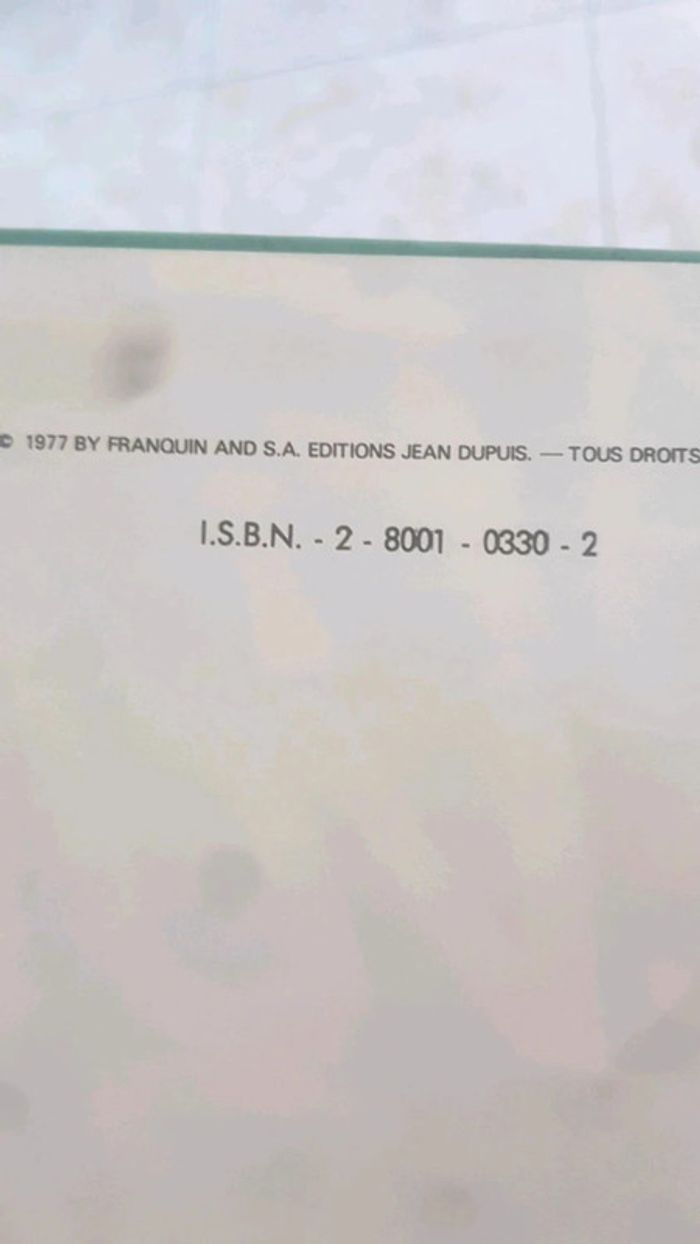 © 1977 BY FRANQUIN AND S.A. EDITIONS JEAN DUPUIS. — TOUS DROITS
I.S.B.N. - 2 - 8001 - 0330 - 2